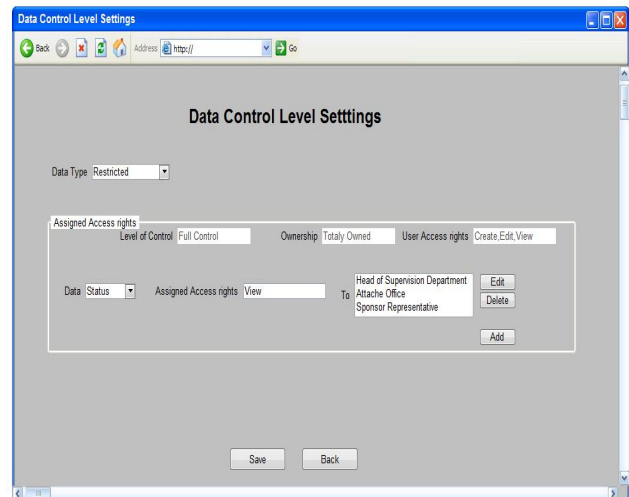 Data Control Level Settings
Back Address http:// Go
Data Control Level Setttings
Data Type Restricted
Assigned Access rights
Level of Control Full Control Ownership Totaly Owned User Access rights Create,Edit,View
Data Status Assigned Access rights View To
Head of Supervision Department
Attache Office
Sponsor Representative
Edit
Delete
Add
Save Back